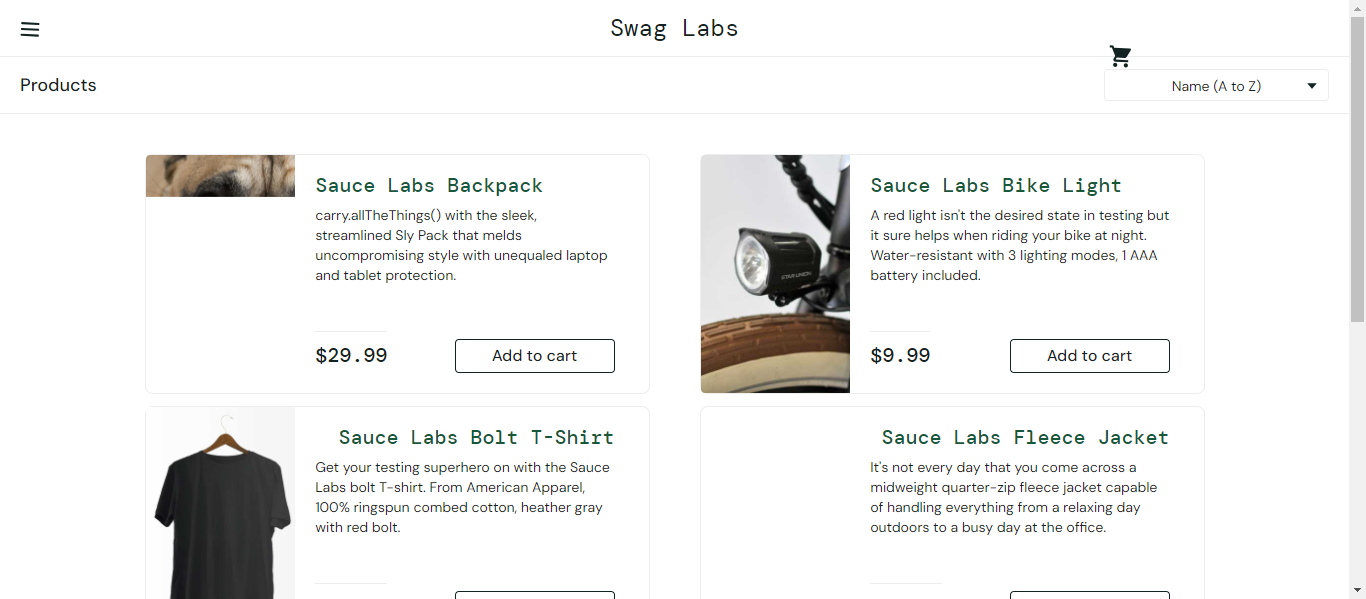 Swag Labs
Products
Name (A to Z)
Sauce Labs Backpack
carry.allTheThings() with the sleek,
streamlined Sly Pack that melds
uncompromising style with unequaled laptop
and tablet protection.
$29.99
Add to cart
Sauce Labs Bike Light
A red light isn't the desired state in testing but
it sure helps when riding your bike at night.
Water-resistant with 3 lighting modes, 1 AAA
battery included.
$9.99
Add to cart
STAR UNION
Sauce Labs Bolt T-Shirt
Get your testing superhero on with the Sauce
Labs bolt T-shirt. From American Apparel,
100% ringspun combed cotton, heather gray
with red bolt.
Sauce Labs Fleece Jacket
It's not every day that you come across a
midweight quarter-zip fleece jacket capable
of handling everything from a relaxing day
outdoors to a busy day at the office.